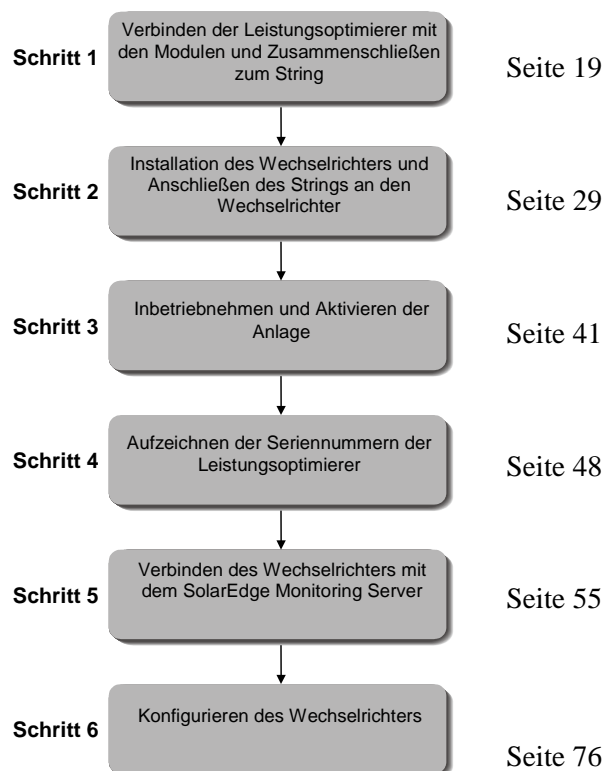 Schritt 1
Verbinden der Leistungsoptimierer mit
den Modulen und Zusammenschließen
zum String
Seite 19
Schritt 2
Installation des Wechselrichters und
Anschließen des Strings an den
Wechselrichter
Seite 29
Schritt 3
Inbetriebnehmen und Aktivieren der
Anlage
Seite 41
Schritt 4
Aufzeichnen der Seriennummern der
Leistungsoptimierer
Seite 48
Schritt 5
Verbinden des Wechselrichters mit
dem SolarEdge Monitoring Server
Seite 55
Schritt 6
Konfigurieren des Wechselrichters
Seite 76